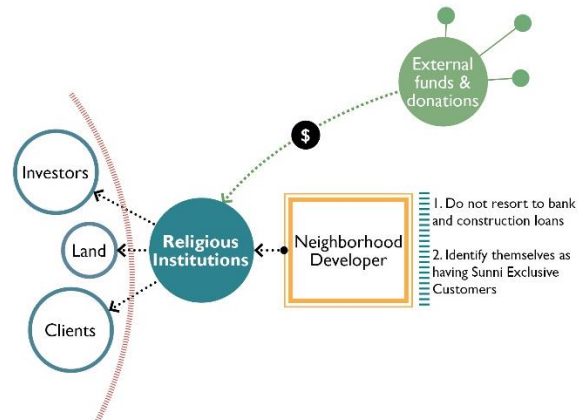 External
funds &
donations
$
Investors
Land
Clients
Religious
Institutions
Neighborhood
Developer
1. Do not resort to bank
and construction loans
2. Identify themselves as
having Sunni Exclusive
Customers